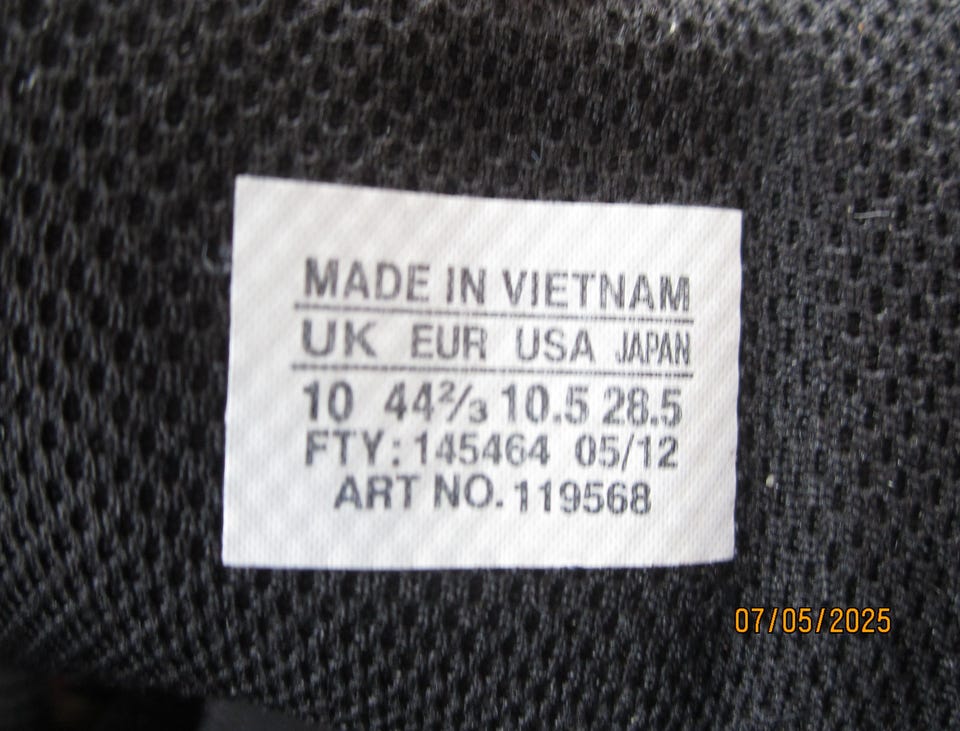 MADE IN VIETNAM
UK EUR USA JAPAN
10 44⅔ 10.5 28.5
FTY: 145464 05/12
ART NO. 119568
07/05/2025